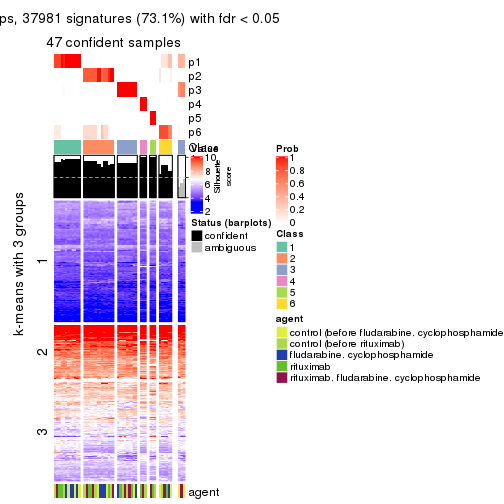 ps, 37981 signatures (73.1%) with fdr < 0.05
47 confident samples
p1
p2
p3
p4
p5
p6
Class
Value
10
8
6
4
2
Silhouette
score
Status (barplots)
confident
ambiguous
Prob
1
0.8
0.6
0.4
0.2
0
Class
1
2
3
4
5
6
agent
control (before fludarabine, cyclophosphamide
control (before rituximab)
fludarabine, cyclophosphamide
rituximab
rituximab, fludarabine, cyclophosphamide
k-means with 3 groups
1
2
3
agent